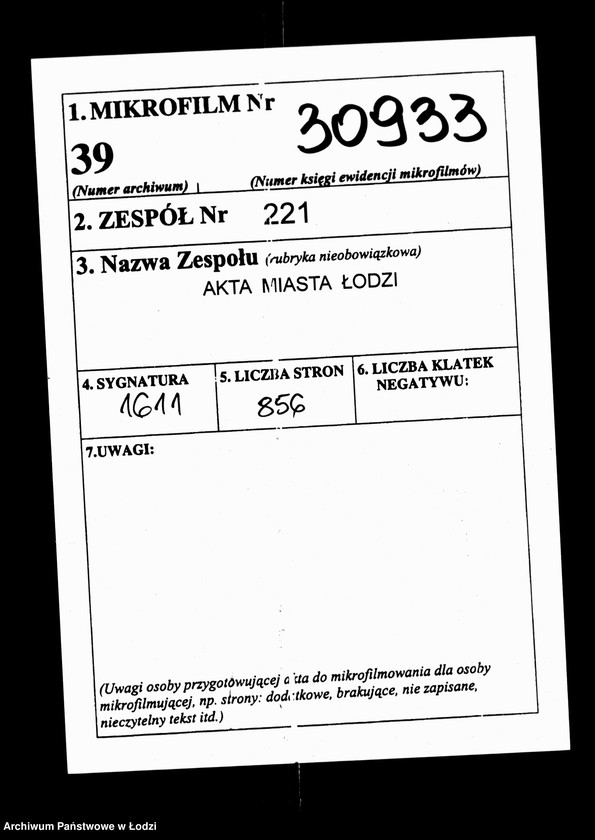 1. MIKROFILM Nr 30933
39
(Numer archiwum) (Numer księgi ewidencji mikrofilmów)
2. ZESPÓŁ Nr 221
3. Nazwa Zespołu (rubryka nieobowiązkowa)
AKTA MIASTA ŁODZI
4. SYGNATURA 5. LICZBA STRON 6. LICZBA KLATEK
NEGATYWU:
1611 856
7.UWAGI:
(Uwagi osoby przygotowującej akta do mikrofilmowania dla osoby
mikrofilmującej, np. strony: dodatkowe, brakujące, nie zapisane,
nieczytelny tekst itd.)
Archiwum Państwowe w Łodzi